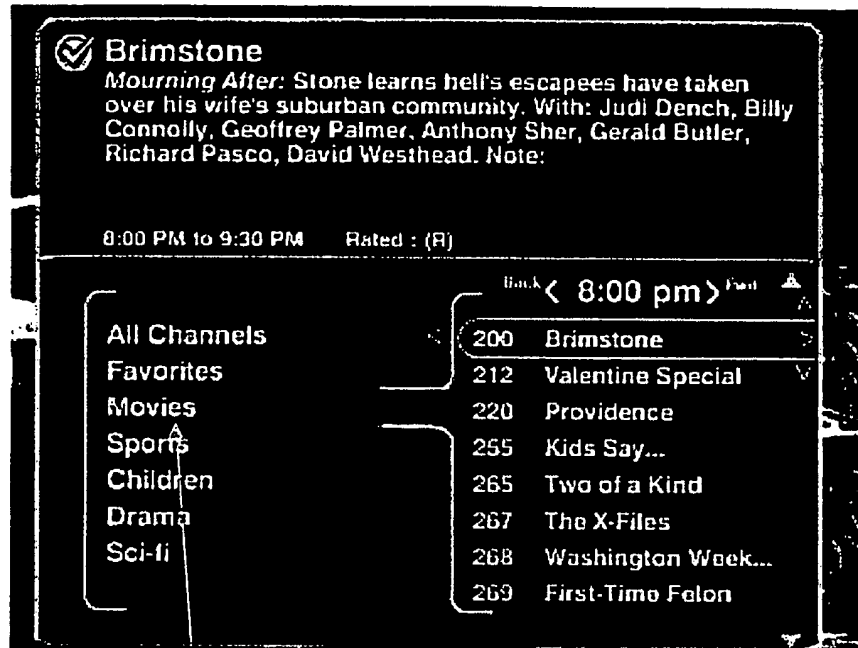 Brimstone
Mourning After: Stone learns hell's escapees have taken
over his wife's suburban community. With: Judi Dench, Billy
Connolly, Geoffrey Palmer, Anthony Sher, Gerald Butler,
Richard Pasco, David Westhead. Note:
8:00 PM to 9:30 PM Rated : (R)
Back < 8:00 pm > Fwd
All Channels
Favorites
Movies
Sports
Children
Drama
Sci-fi
200 Brimstone
212 Valentine Special
220 Providence
255 Kids Say...
265 Two of a Kind
267 The X-Files
268 Washington Week...
269 First-Time Felon